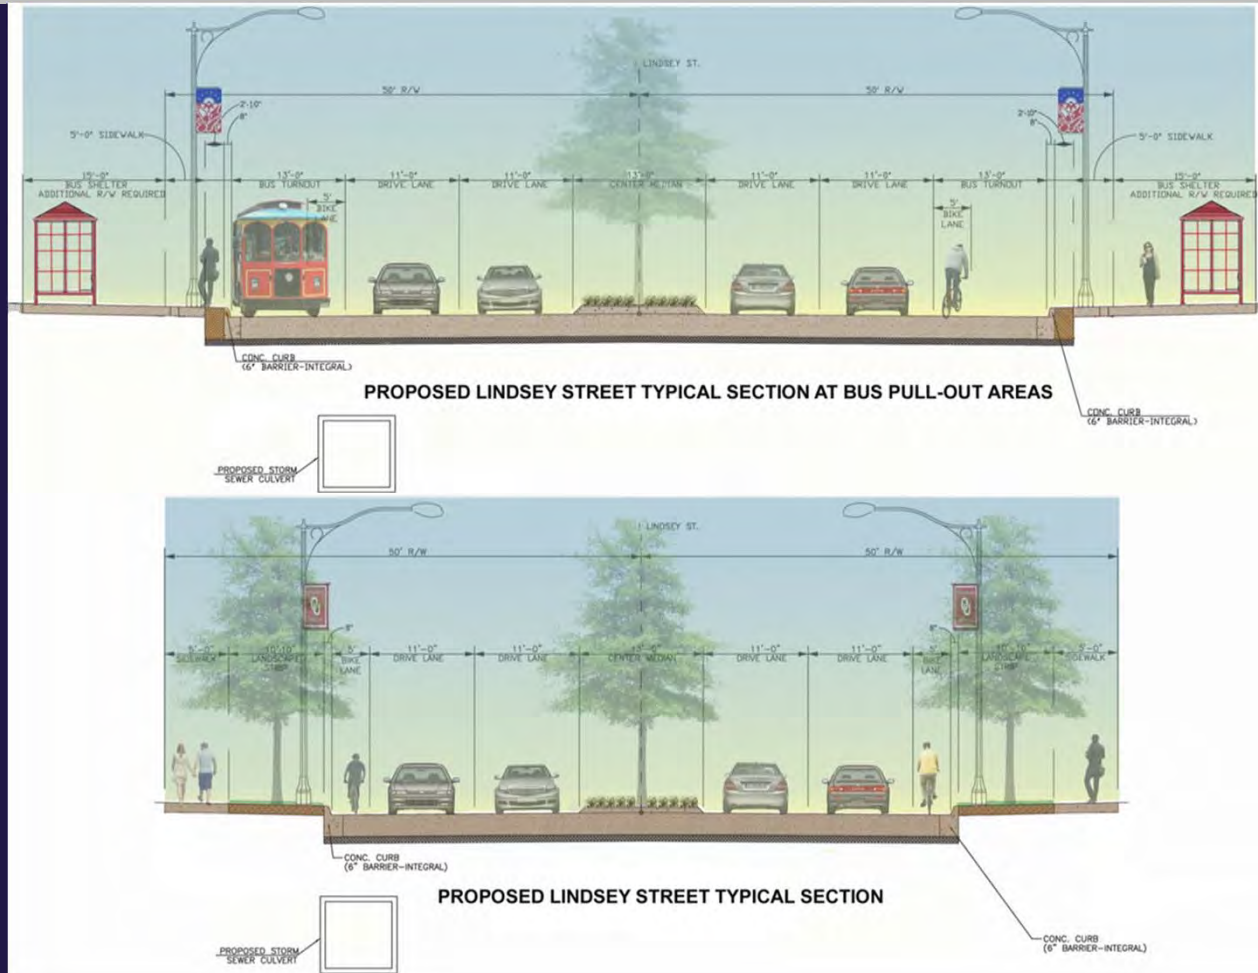 LINDSEY ST.
50' R/W
50' R/W
2'-10"
8"
2'-10"
8"
5'-0" SIDEWALK
5'-0" SIDEWALK
15'-0"
BUS SHELTER
ADDITIONAL R/W REQUIRED
13'-0"
BUS TURNOUT
5'
BIKE
LANE
11'-0"
DRIVE LANE
11'-0"
DRIVE LANE
13'-0"
CENTER MEDIAN
11'-0"
DRIVE LANE
11'-0"
DRIVE LANE
13'-0"
BUS TURNOUT
5'
BIKE
LANE
15'-0"
BUS SHELTER
ADDITIONAL R/W REQUIRED
CONC. CURB
(6" BARRIER-INTEGRAL)
PROPOSED LINDSEY STREET TYPICAL SECTION AT BUS PULL-OUT AREAS
CONC. CURB
(6" BARRIER-INTEGRAL)
PROPOSED STORM
SEWER CULVERT
LINDSEY ST.
50' R/W
50' R/W
8"
8"
5'-0"
SIDEWALK
10'-10"
LANDSCAPE
STRIP
5'
BIKE
LANE
11'-0"
DRIVE LANE
11'-0"
DRIVE LANE
13'-0"
CENTER MEDIAN
11'-0"
DRIVE LANE
11'-0"
DRIVE LANE
5'
BIKE
LANE
10'-10"
LANDSCAPE
STRIP
5'-0"
SIDEWALK
CONC. CURB
(6" BARRIER-INTEGRAL)
PROPOSED LINDSEY STREET TYPICAL SECTION
CONC. CURB
(6" BARRIER-INTEGRAL)
PROPOSED STORM
SEWER CULVERT